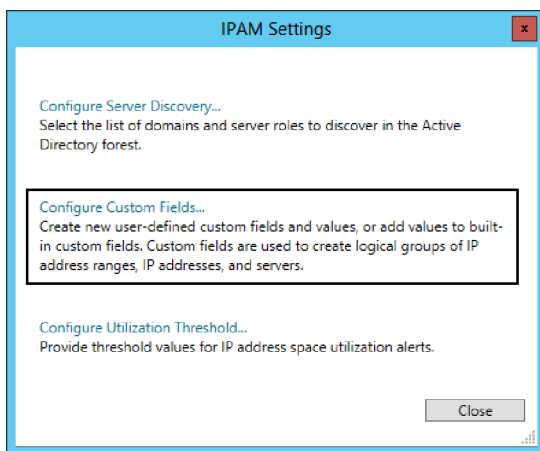 IPAM Settings
x
Configure Server Discovery...
Select the list of domains and server roles to discover in the Active
Directory forest.
Configure Custom Fields...
Create new user-defined custom fields and values, or add values to built-
in custom fields. Custom fields are used to create logical groups of IP
address ranges, IP addresses, and servers.
Configure Utilization Threshold...
Provide threshold values for IP address space utilization alerts.
Close